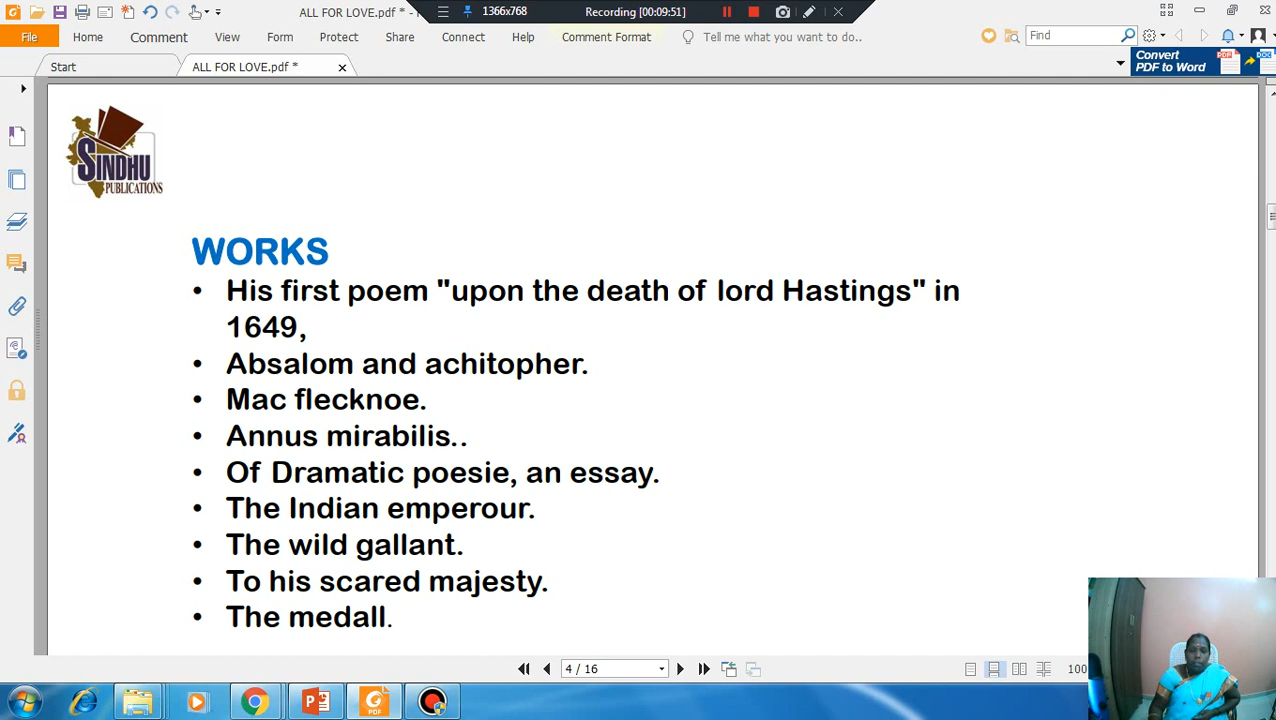 ALL FOR LOVE.pdf * -
1366x768
Recording [00:09:51]
File Home Comment View Form Protect Share Connect Help Comment Format Tell me what you want to do.. Find
Start ALL FOR LOVE.pdf *
Convert
PDF to Word
SINDHU
PUBLICATIONS
WORKS
• His first poem "upon the death of lord Hastings" in
1649,
• Absalom and achitopher.
• Mac flecknoe.
• Annus mirabilis..
• Of Dramatic poesie, an essay.
• The Indian emperour.
• The wild gallant.
• To his scared majesty.
• The medall.
4 / 16
100